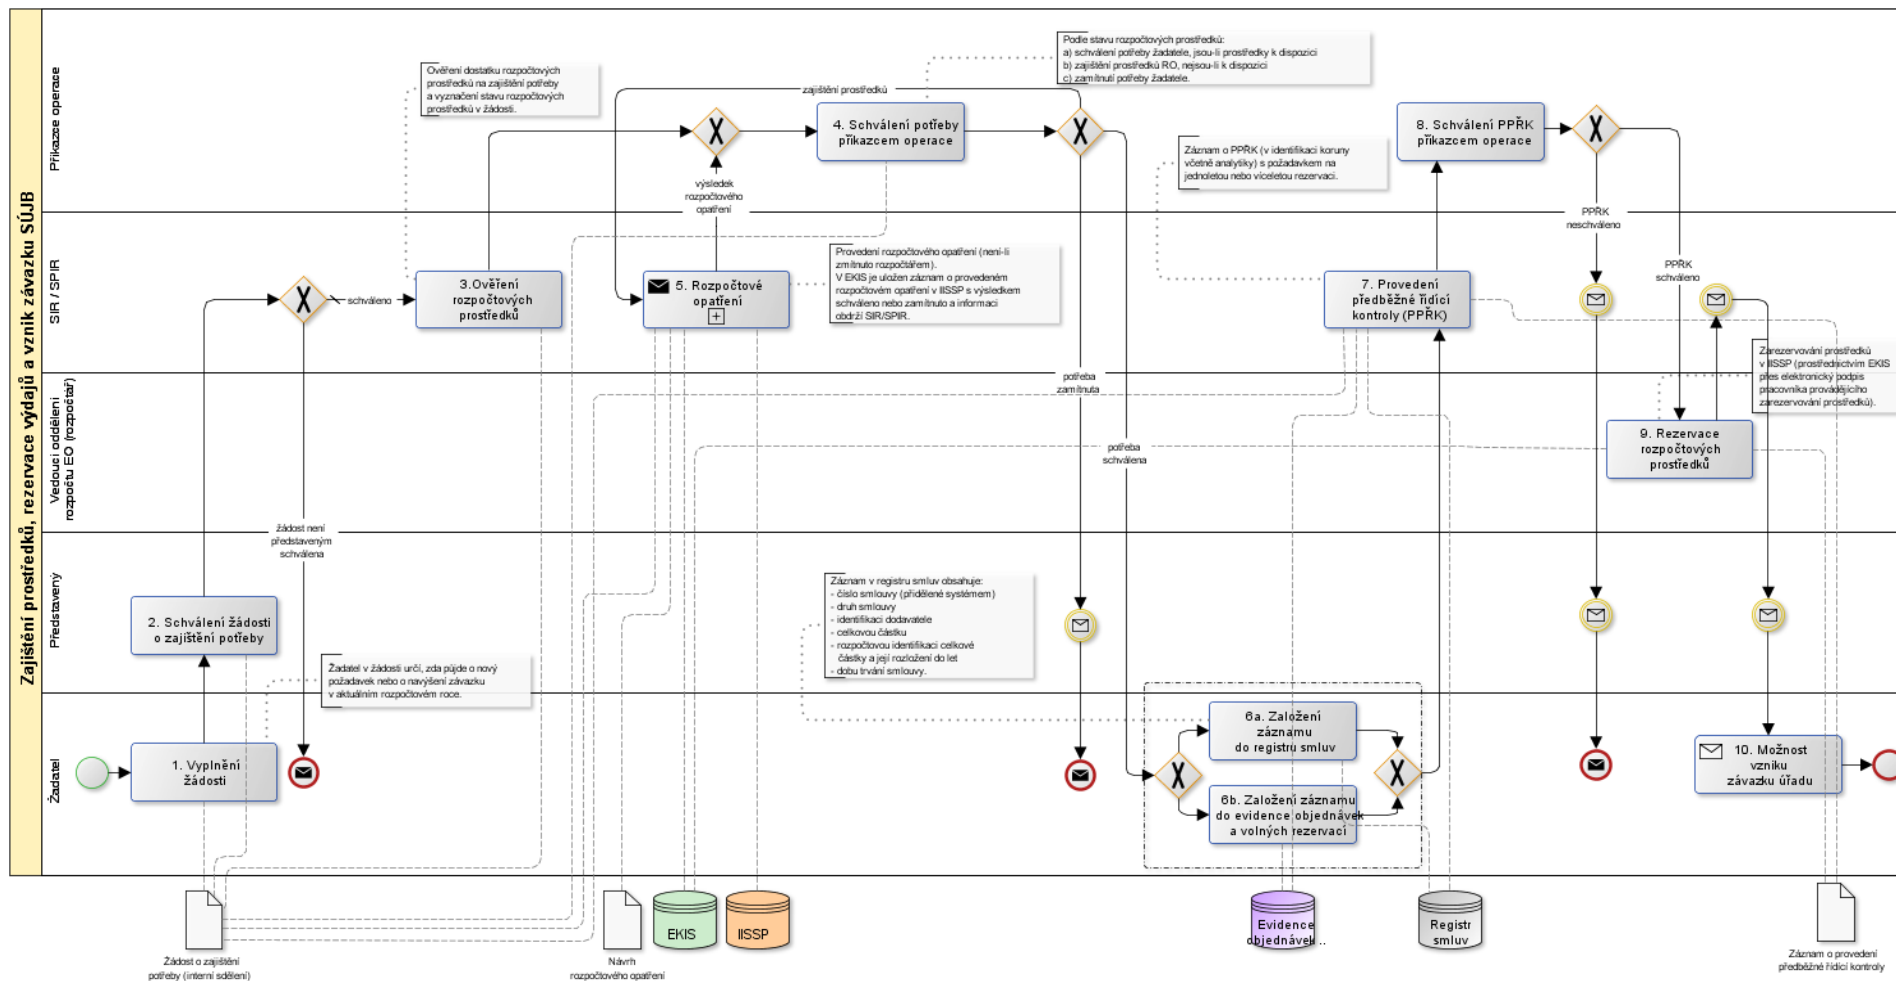 Zajištění prostředků, rezervace výdajů a vznik závazku SÚJB
Příkazce operace
SIR / SPIR
Vedoucí oddělení
rozpočtu EO (rozpočtář)
Představený
Žadatel
Ověření dostatku rozpočtových
prostředků na zajištění potřeby
a vyznačení stavu rozpočtových
prostředků v žádosti.
zajištění prostředků
4. Schválení potřeby
příkazcem operace
Podle stavu rozpočtových prostředků:
a) schválení potřeby žadatele, jsou-li prostředky k dispozici
b) zajištění prostředků RO, nejsou-li k dispozici
c) zamítnutí potřeby žadatele.
8. Schválení PPŘK
příkazcem operace
Záznam o PPŘK (v identifikaci koruny
včetně analytiky) s požadavkem na
jednoletou nebo víceletou rezervaci.
výsledek
rozpočtového
opatření
PPŘK
neschváleno
PPŘK
schváleno
schváleno
3.Ověření
rozpočtových
prostředků
5. Rozpočtové
opatření
Provedení rozpočtového opatření (není-li
zmítnuto rozpočtářem).
V EKIS je uložen záznam o provedeném
rozpočtovém opatření v IISSP s výsledkem
schváleno nebo zamítnuto a informaci
obdrží SIR/SPIR.
7. Provedení
předběžné řídící
kontroly (PPŘK)
Zarezervování prostředků
v IISSP (prostřednictvím EKIS
přes elektronický podpis
pracovníka provádějícího
zarezervování prostředků).
potřeba
zamítnuta
potřeba
schválena
9. Rezervace
rozpočtových
prostředků
žádost není
představeným
schválena
2. Schválení žádosti
o zajištění potřeby
Žadatel v žádosti určí, zda půjde o nový
požadavek nebo o navýšení závazku
v aktuálním rozpočtovém roce.
Záznam v registru smluv obsahuje:
- číslo smlouvy (přidělené systémem)
- druh smlouvy
- identifikaci dodavatele
- celkovou částku
- rozpočtovou identifikaci celkové
částky a její rozložení do let
- dobu trvání smlouvy.
1. Vyplnění
žádosti
6a. Založení
záznamu
do registru smluv
6b. Založení záznamu
do evidence objednávek
a volných rezervací
10. Možnost
vzniku
závazku úřadu
Žádost o zajištění
potřeby (interní sdělení)
Návrh
rozpočtového opatření
EKIS
IISSP
Evidence
objednávek ..
Registr
smluv
Záznam o provedení
předběžné řídící kontroly